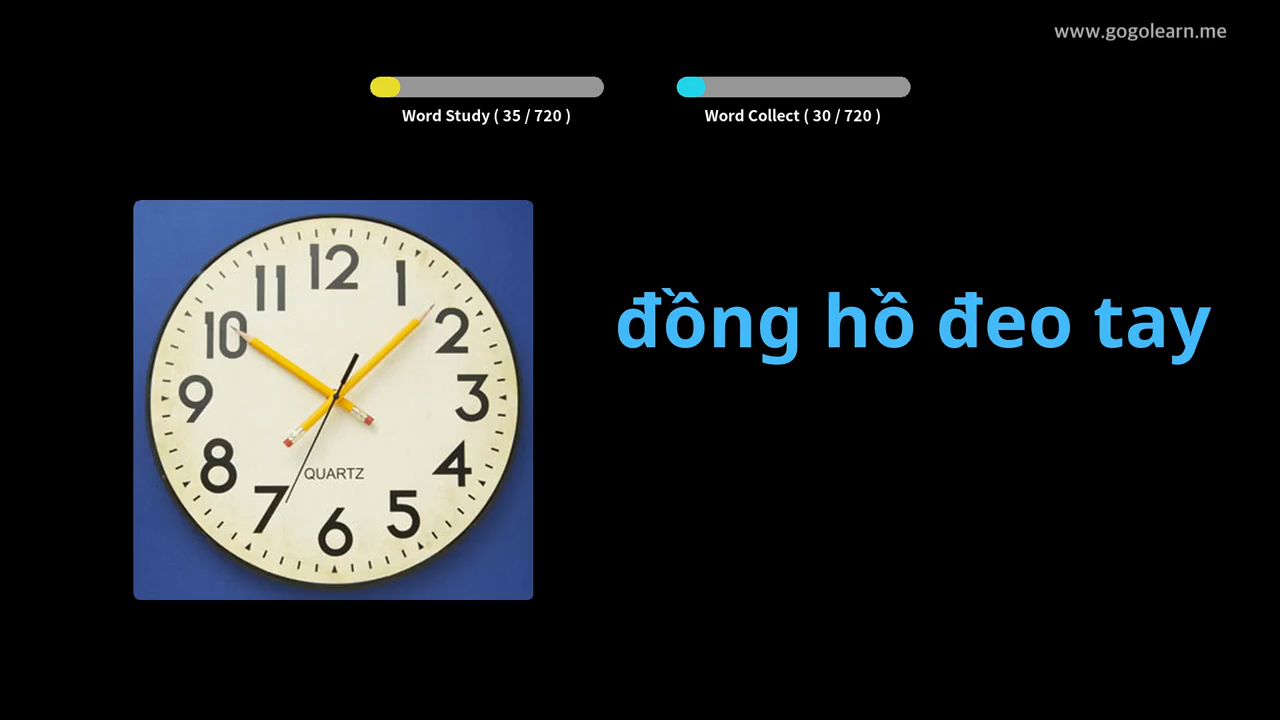 www.gogolearn.me
Word Study ( 35 / 720 )
Word Collect ( 30 / 720 )
12
11
1
10
2
9
3
8
4
QUARTZ
7
5
6
đồng hồ đeo tay